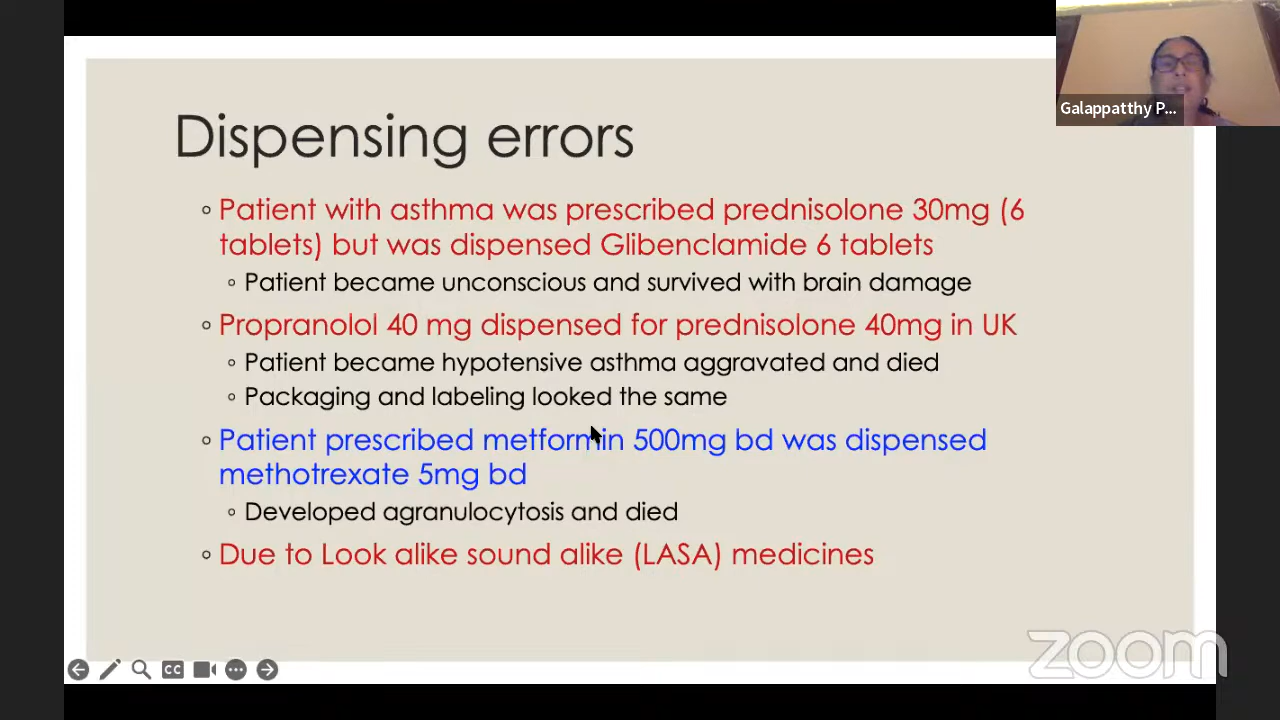 Galappatthy P...
Dispensing errors
Patient with asthma was prescribed prednisolone 30mg (6
tablets) but was dispensed Glibenclamide 6 tablets
Patient became unconscious and survived with brain damage
Propranolol 40 mg dispensed for prednisolone 40mg in UK
Patient became hypotensive asthma aggravated and died
Packaging and labeling looked the same
Patient prescribed metformin 500mg bd was dispensed
methotrexate 5mg bd
Developed agranulocytosis and died
Due to Look alike sound alike (LASA) medicines
CC
zoom